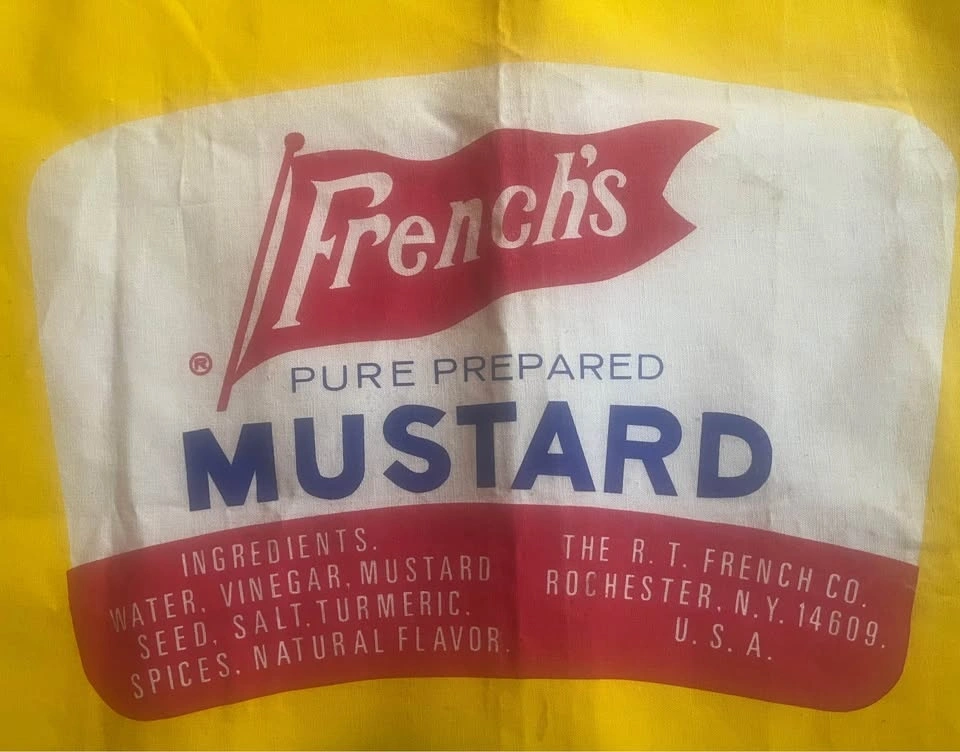 French's
®
PURE PREPARED
MUSTARD
INGREDIENTS.
WATER, VINEGAR, MUSTARD
SEED, SALT, TURMERIC.
SPICES, NATURAL FLAVOR.
THE R. T. FRENCH CO.
ROCHESTER, N.Y. 14609.
U. S. A.